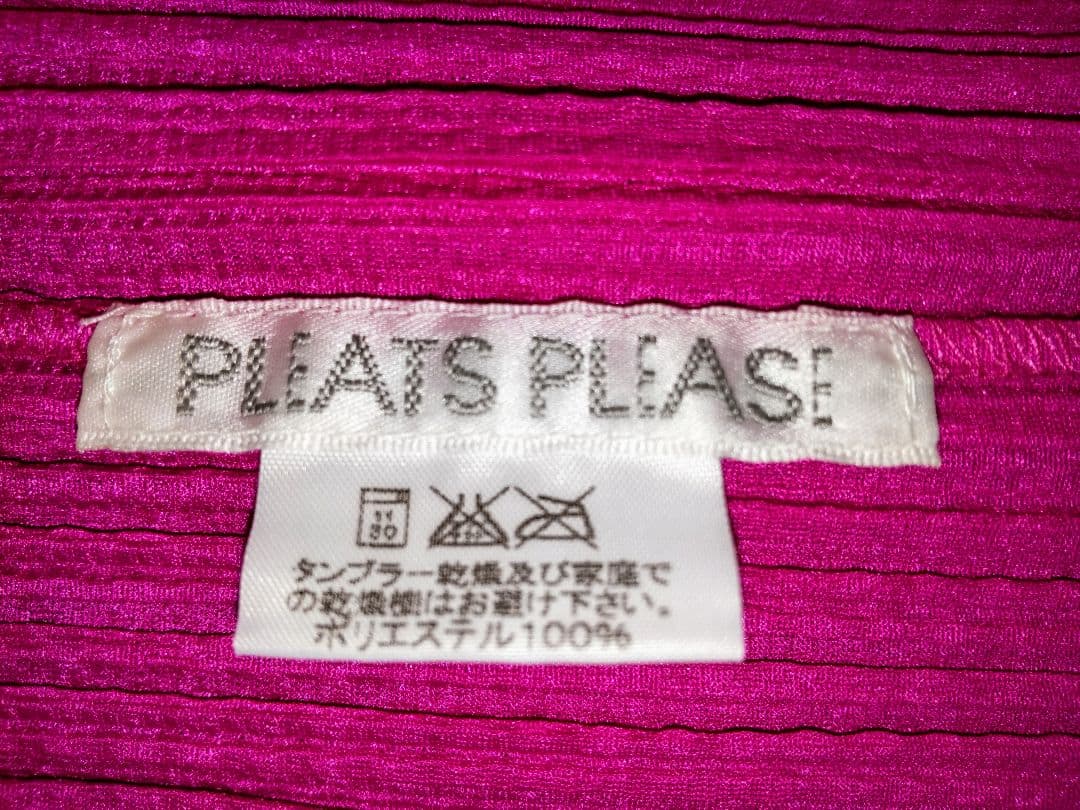 PLEATS PLEASE
タンブラー乾燥及び家庭で
の乾燥機はお避け下さい。
ポリエステル100%